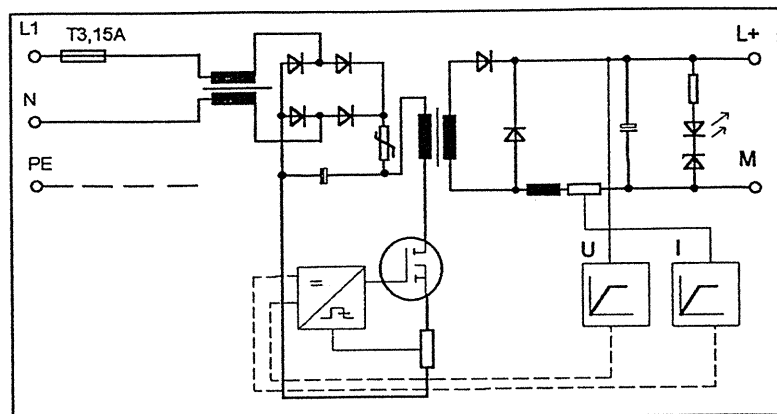 L1
T3,15A
N
PE
L+
M
U
I
=